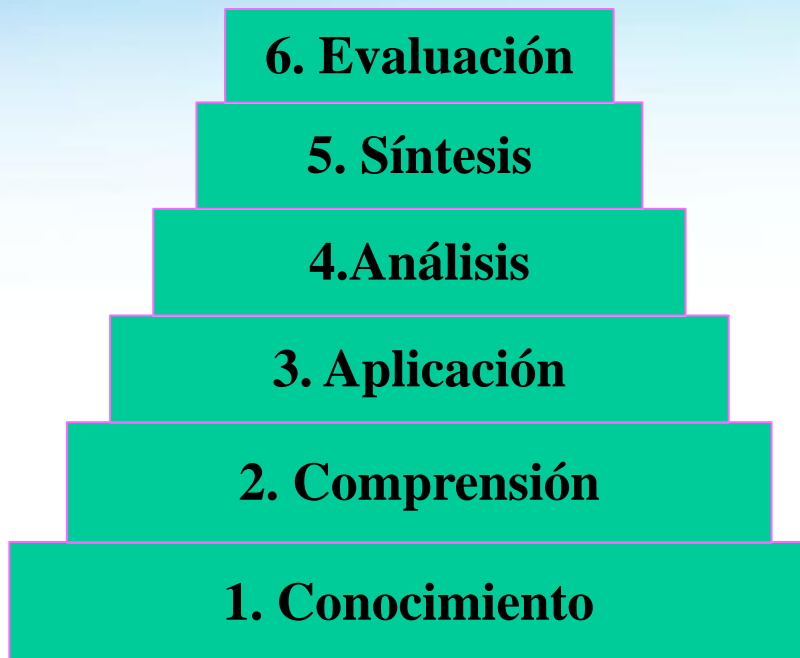 6. Evaluación
5. Síntesis
4.Análisis
3. Aplicación
2. Comprensión
1. Conocimiento